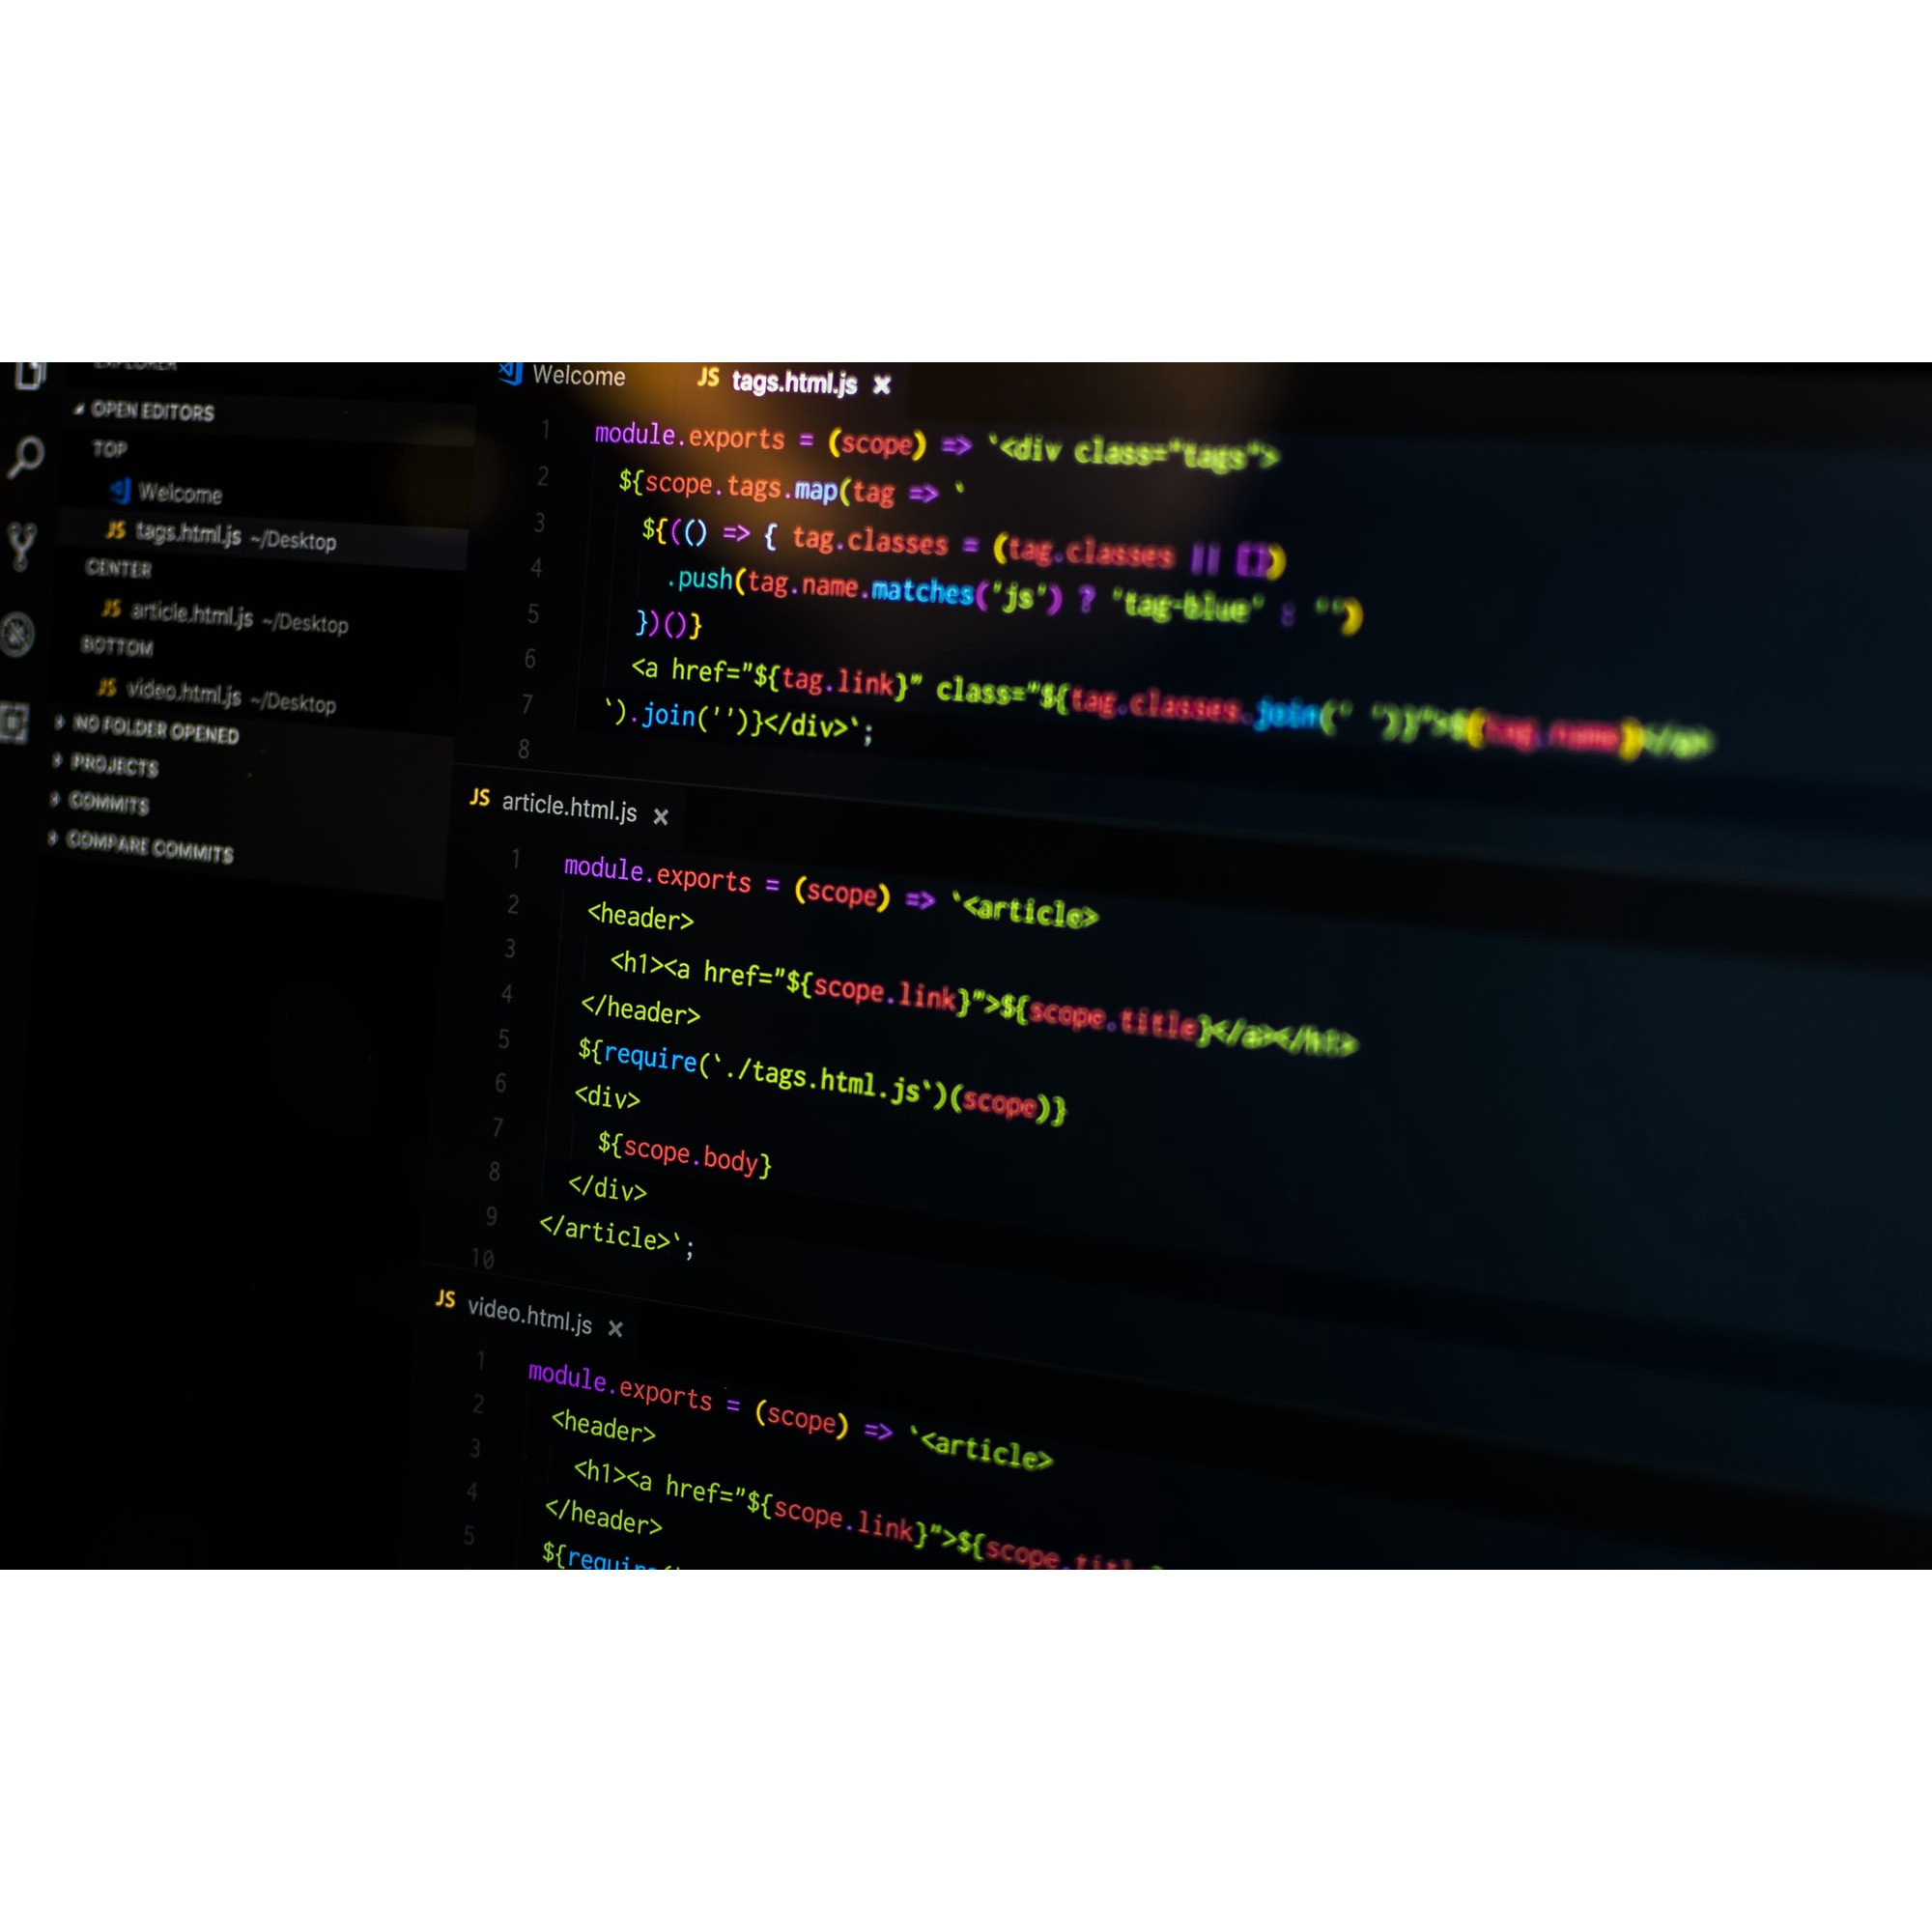 EXPLORER
OPEN EDITORS
TOP
Welcome
tags.html.js ~/Desktop
CENTER
article.html.js ~/Desktop
BOTTOM
video.html.js ~/Desktop
NO FOLDER OPENED
PROJECTS
COMMITS
COMPARE COMMITS
Welcome JS tags.html.js ×
1 module.exports = (scope) => `<div class="tags">
2 ${scope.tags.map(tag => `
3 ${(() => { tag.classes = (tag.classes || [])
4 .push(tag.name.matches('js') ? 'tag-blue' : '')
5 })()}
6 <a href="${tag.link}" class="${tag.classes.join(' ')}">${tag.name}</a>
7 `).join('')}</div>`;
8
JS article.html.js ×
1 module.exports = (scope) => `<article>
2 <header>
3 <h1><a href="${scope.link}">${scope.title}</a></h1>
4 </header>
5 ${require(`./tags.html.js`)(scope)}
6 <div>
7 ${scope.body}
8 </div>
9 </article>`;
10
JS video.html.js ×
1 module.exports = (scope) => `<article>
2 <header>
3 <h1><a href="${scope.link}">${scope.title}
4 </header>
5 ${require(`